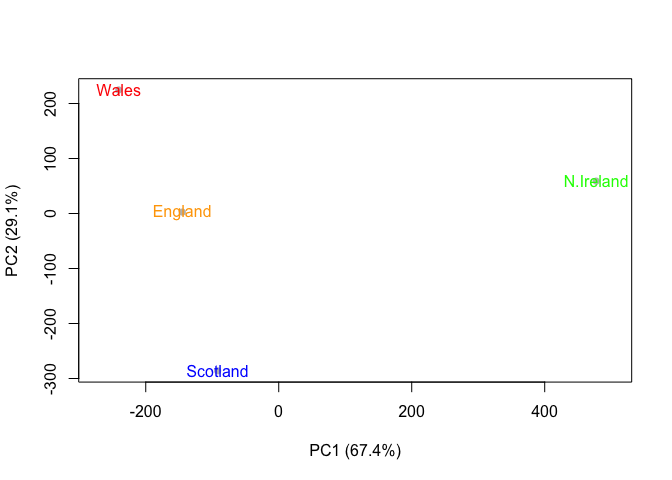 Wales
N.Ireland
England
Scotland
200
100
0
-100
-200
-300
PC2 (29.1%)
-200
0
200
400
PC1 (67.4%)